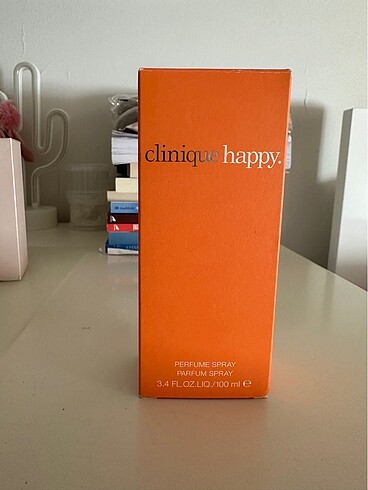 clinique happy.
PERFUME SPRAY
PARFUM SPRAY
3.4 FL.OZ.LIQ./100 ml ℮